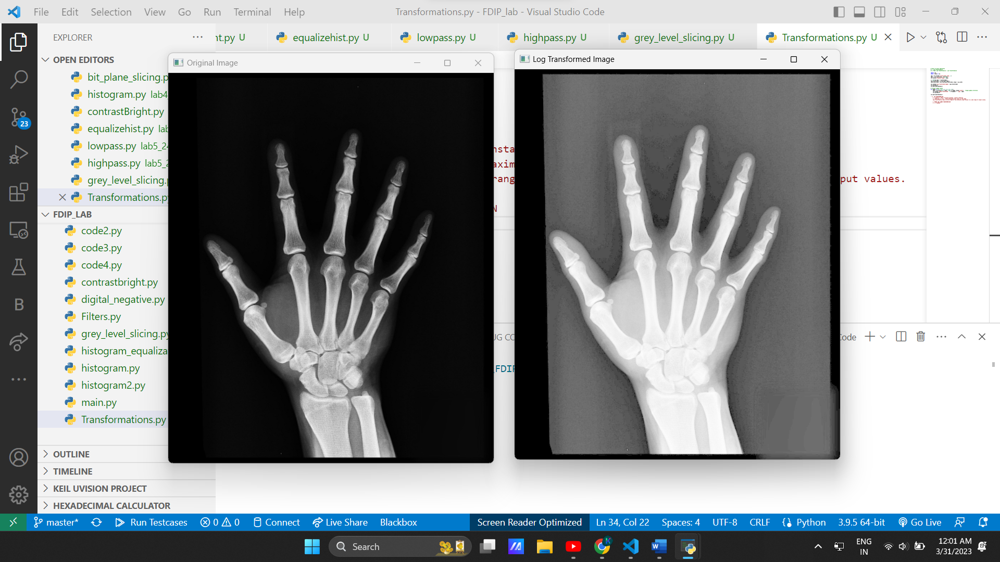 File Edit Selection View Go Run Terminal Help
Transformations.py - FDIP_lab - Visual Studio Code
EXPLORER
nt.py U
equalizehist.py U
lowpass.py U
highpass.py U
grey_level_slicing.py U
Transformations.py U
OPEN EDITORS
bit_plane_slicing.p
histogram.py lab4
contrastBright.py
equalizehist.py lab
lowpass.py lab5_24
highpass.py lab5_2
grey_level_slicing.p
Transformations.py
FDIP_LAB
code2.py
code3.py
code4.py
contrastbright.py
digital_negative.py
Filters.py
grey_level_slicing.py
histogram_equaliza
histogram.py
histogram2.py
main.py
Transformations.py
OUTLINE
TIMELINE
KEIL UVISION PROJECT
HEXADECIMAL CALCULATOR
23
B
Original Image
Log Transformed Image
nsta
axim
rang
put values.
N
UG CO
Code
_FDIP
master* Run Testcases 0 0 Connect Live Share Blackbox
Screen Reader Optimized Ln 34, Col 22 Spaces: 4 UTF-8 CRLF Python 3.9.5 64-bit Go Live
Search
ENG
IN
12:01 AM
3/31/2023